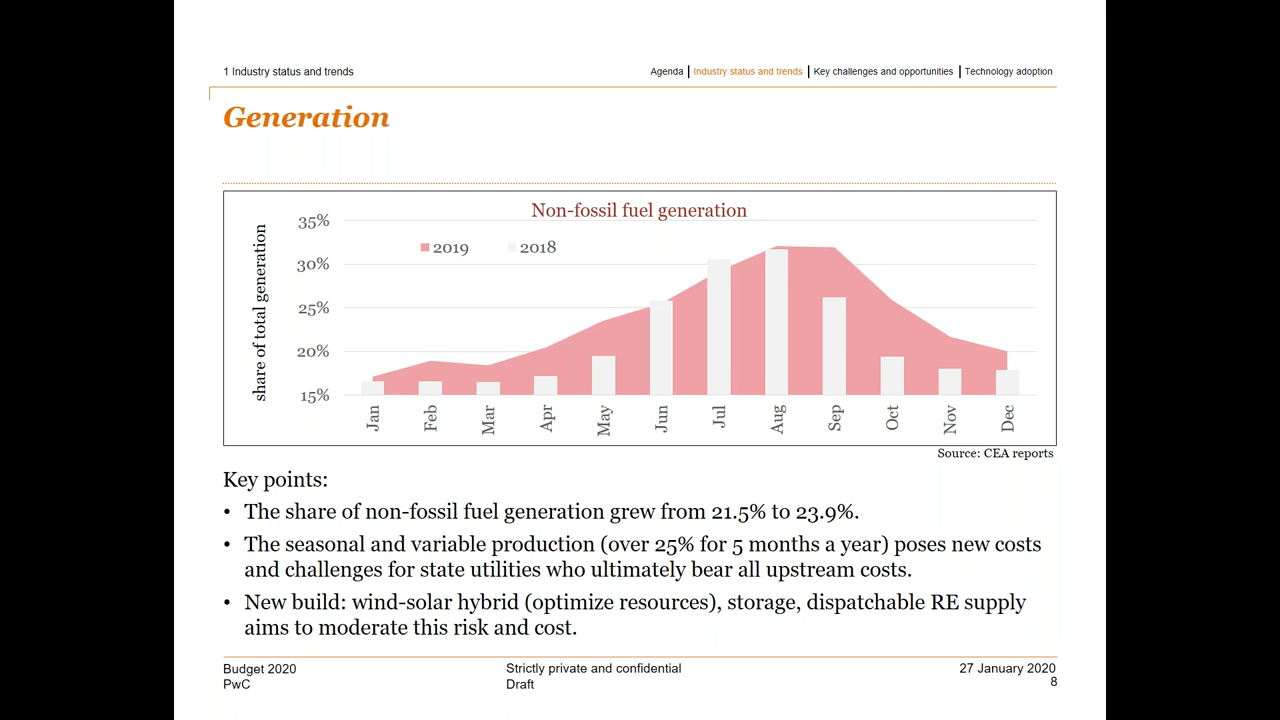 1 Industry status and trends
Agenda | Industry status and trends | Key challenges and opportunities | Technology adoption
Generation
Non-fossil fuel generation
2019 2018
share of total generation
35%
30%
25%
20%
15%
Jan Feb Mar Apr May Jun Jul Aug Sep Oct Nov Dec
Source: CEA reports
Key points:
• The share of non-fossil fuel generation grew from 21.5% to 23.9%.
• The seasonal and variable production (over 25% for 5 months a year) poses new costs
and challenges for state utilities who ultimately bear all upstream costs.
• New build: wind-solar hybrid (optimize resources), storage, dispatchable RE supply
aims to moderate this risk and cost.
Budget 2020
PwC
Strictly private and confidential
Draft
27 January 2020
8